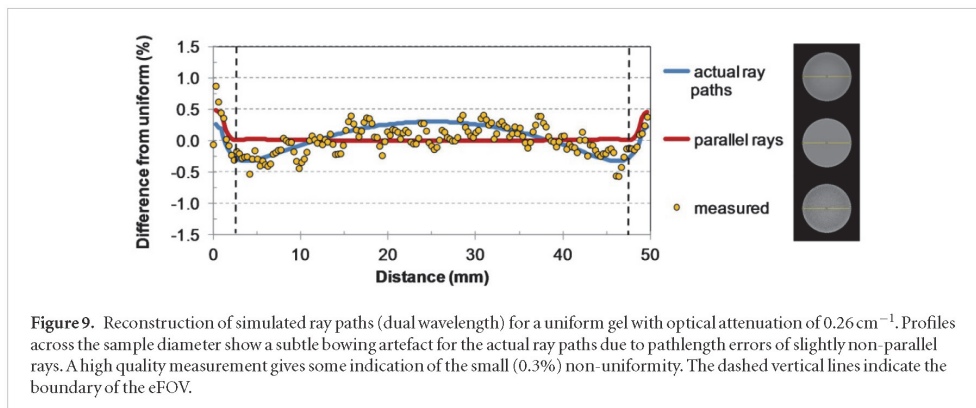 1.5
1.0
0.5
0.0
-0.5
-1.0
-1.5
Difference from uniform (%)
0
10
20
30
40
50
Distance (mm)
actual ray
paths
parallel rays
measured
Figure 9. Reconstruction of simulated ray paths (dual wavelength) for a uniform gel with optical attenuation of 0.26 cm⁻¹. Profiles
across the sample diameter show a subtle bowing artefact for the actual ray paths due to pathlength errors of slightly non-parallel
rays. A high quality measurement gives some indication of the small (0.3%) non-uniformity. The dashed vertical lines indicate the
boundary of the eFOV.